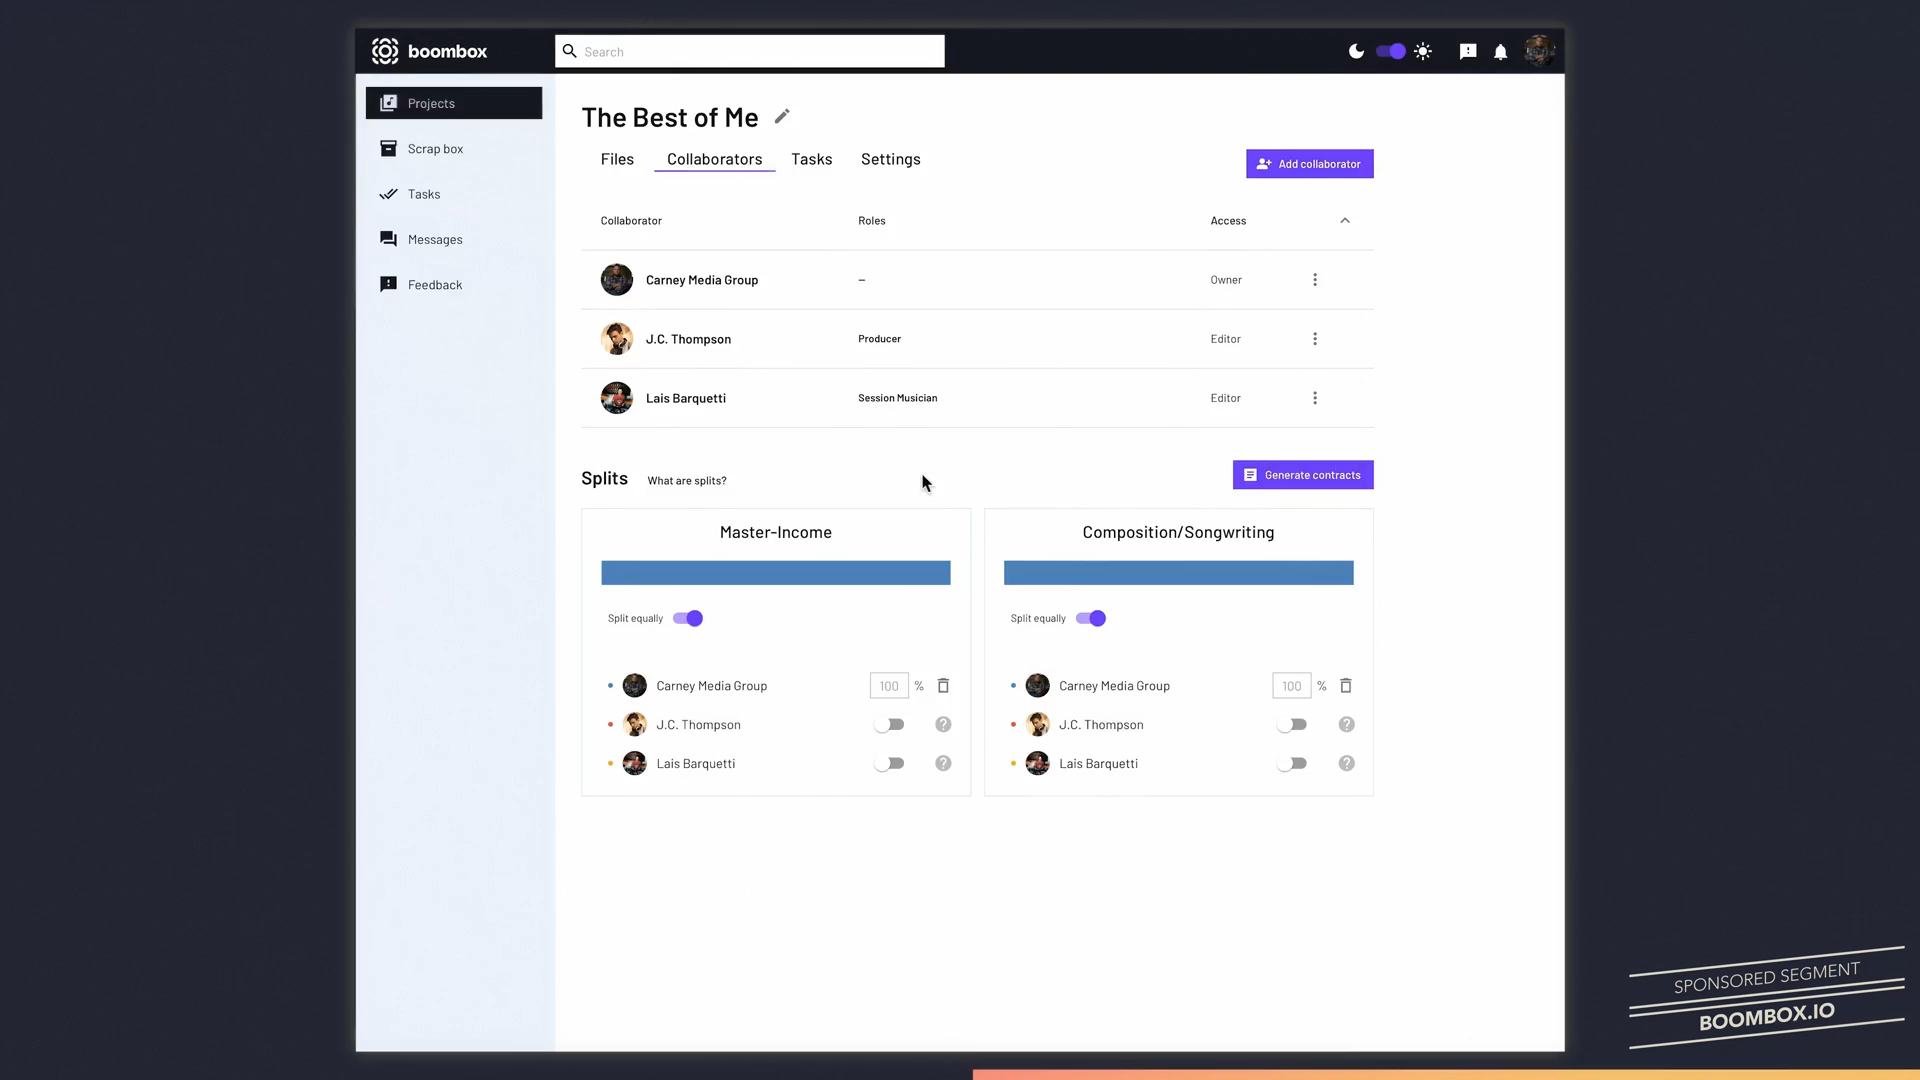 boombox
Search
Projects
Scrap box
Tasks
Messages
Feedback
The Best of Me
Files
Collaborators
Tasks
Settings
Add collaborator
Collaborator
Roles
Access
Carney Media Group
–
Owner
J.C. Thompson
Producer
Editor
Lais Barquetti
Session Musician
Editor
Splits
What are splits?
Generate contracts
Master-Income
Split equally
Carney Media Group
100 %
J.C. Thompson
?
Lais Barquetti
?
Composition/Songwriting
Split equally
Carney Media Group
100 %
J.C. Thompson
?
Lais Barquetti
?
SPONSORED SEGMENT
BOOMBOX.IO